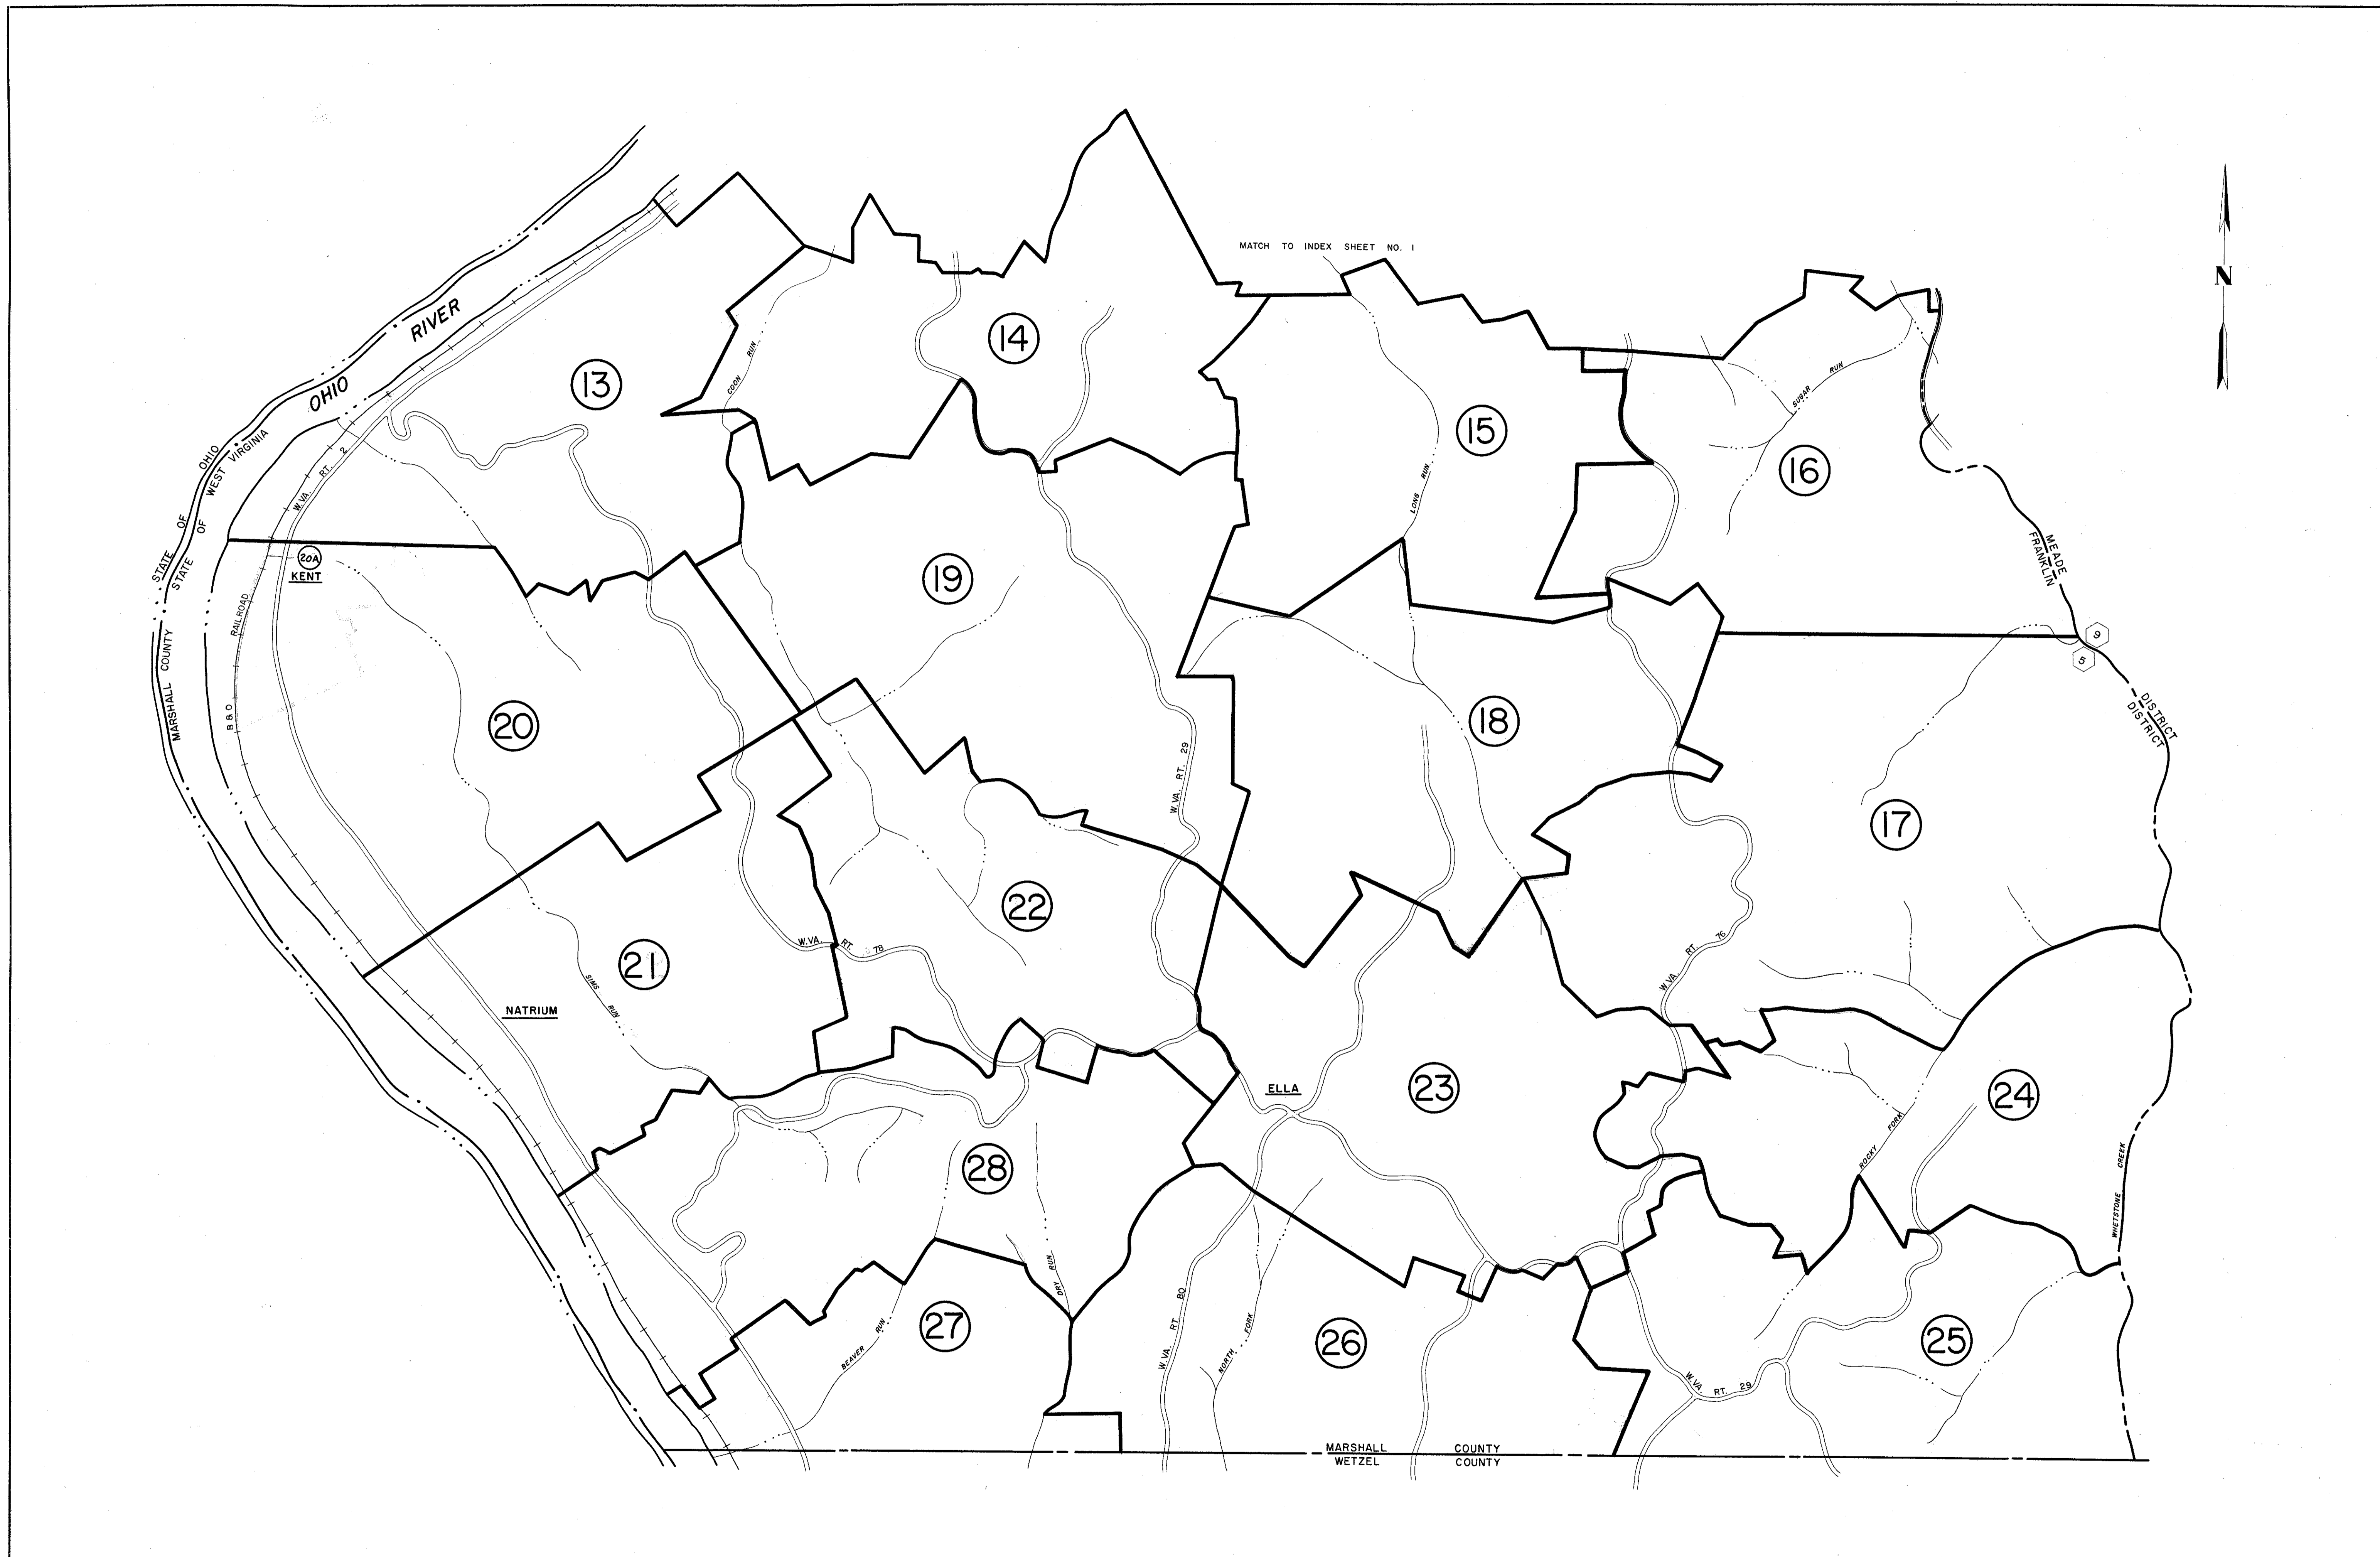 MATCH TO INDEX SHEET NO. 1
N
OHIO RIVER
14
13
COON RUN
15
LONG RUN
16
SUGAR RUN
STATE OF OHIO
STATE OF WEST VIRGINIA
W.VA. RT. 2
MEADE
FRANKLIN
20A
KENT
19
RAILROAD
B & O
MARSHALL COUNTY
9
5
DISTRICT
DISTRICT
20
18
W.VA. RT. 29
17
22
W.VA. RT. 78
W.VA. RT. 76
21
SIMS RUN
NATRIUM
ELLA
23
24
ROCKY FORK
WHETSTONE CREEK
28
DRY RUN
27
BEAVER RUN
W.VA. RT 80
NORTH FORK
26
25
W.VA. RT. 29
MARSHALL COUNTY
WETZEL COUNTY